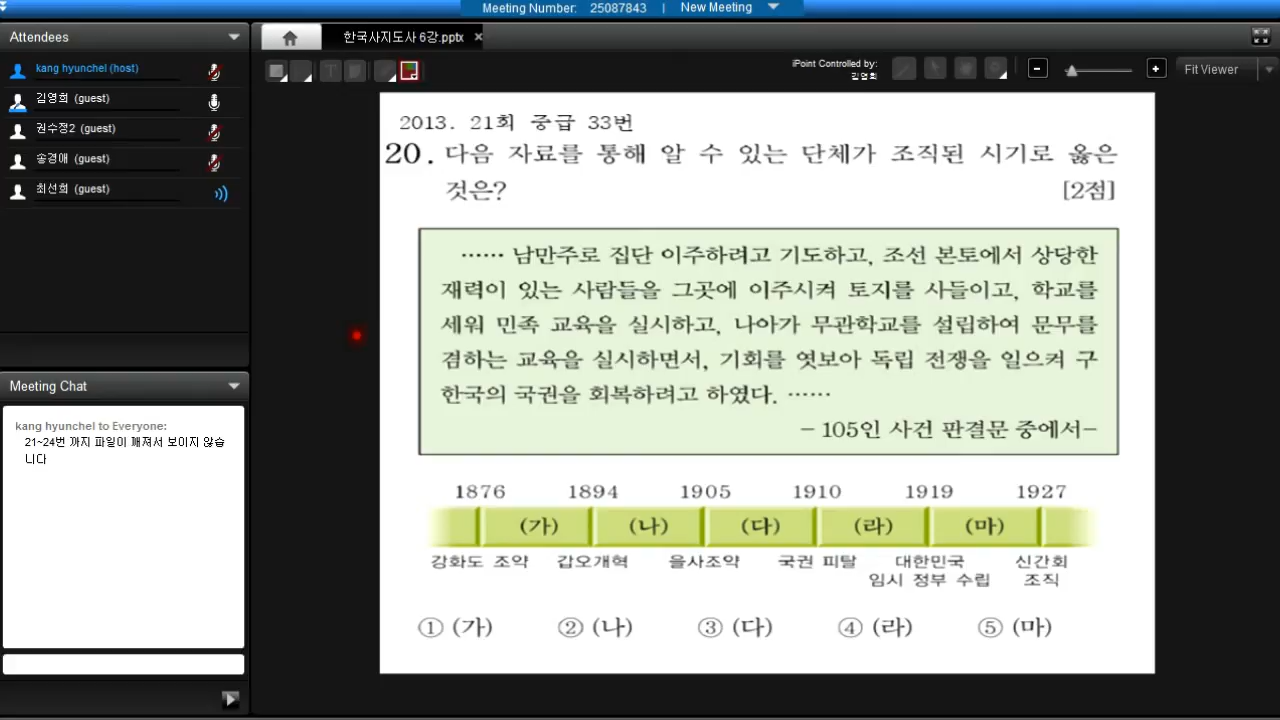 Meeting Number: 25087843 | New Meeting
Attendees
kang hyunchel (host)
김영희 (guest)
권수정2 (guest)
송경애 (guest)
최선희 (guest)
Meeting Chat
kang hyunchel to Everyone:
21~24번 까지 파일이 깨져서 보이지 않습
니다
한국사지도사 6강.pptx
iPoint Controlled by:
김영희
Fit Viewer
2013. 21회 중급 33번
20. 다음 자료를 통해 알 수 있는 단체가 조직된 시기로 옳은
것은? [2점]
…… 남만주로 집단 이주하려고 기도하고, 조선 본토에서 상당한
재력이 있는 사람들을 그곳에 이주시켜 토지를 사들이고, 학교를
세워 민족 교육을 실시하고, 나아가 무관학교를 설립하여 문무를
겸하는 교육을 실시하면서, 기회를 엿보아 독립 전쟁을 일으켜 구
한국의 국권을 회복하려고 하였다. ……
- 105인 사건 판결문 중에서-
1876 1894 1905 1910 1919 1927
(가) (나) (다) (라) (마)
강화도 조약 갑오개혁 을사조약 국권 피탈 대한민국 신간회
임시 정부 수립 조직
① (가) ② (나) ③ (다) ④ (라) ⑤ (마)